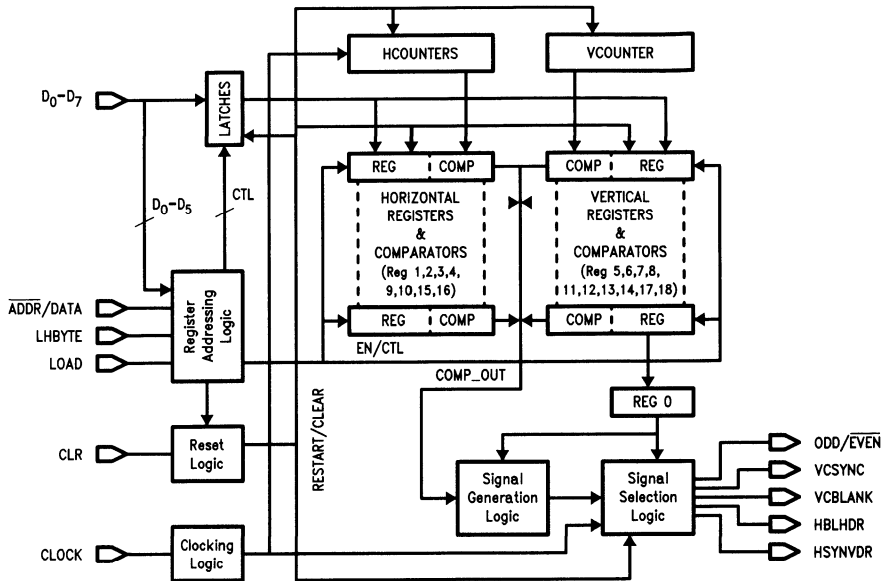 HCOUNTERS
VCOUNTER
D0–D7
LATCHES
D0–D5
CTL
REG COMP
COMP REG
HORIZONTAL
REGISTERS
&
COMPARATORS
(Reg 1,2,3,4,
9,10,15,16)
VERTICAL
REGISTERS
&
COMPARATORS
(Reg 5,6,7,8,
11,12,13,14,17,18)
REG COMP
COMP REG
A̅D̅D̅R̅/DATA
LHBYTE
LOAD
Register
Addressing
Logic
EN/CTL
COMP_OUT
REG 0
RESTART/CLEAR
CLR
Reset
Logic
Signal
Generation
Logic
Signal
Selection
Logic
ODD/E̅V̅E̅N̅
VCSYNC
VCBLANK
HBLHDR
HSYNVDR
CLOCK
Clocking
Logic